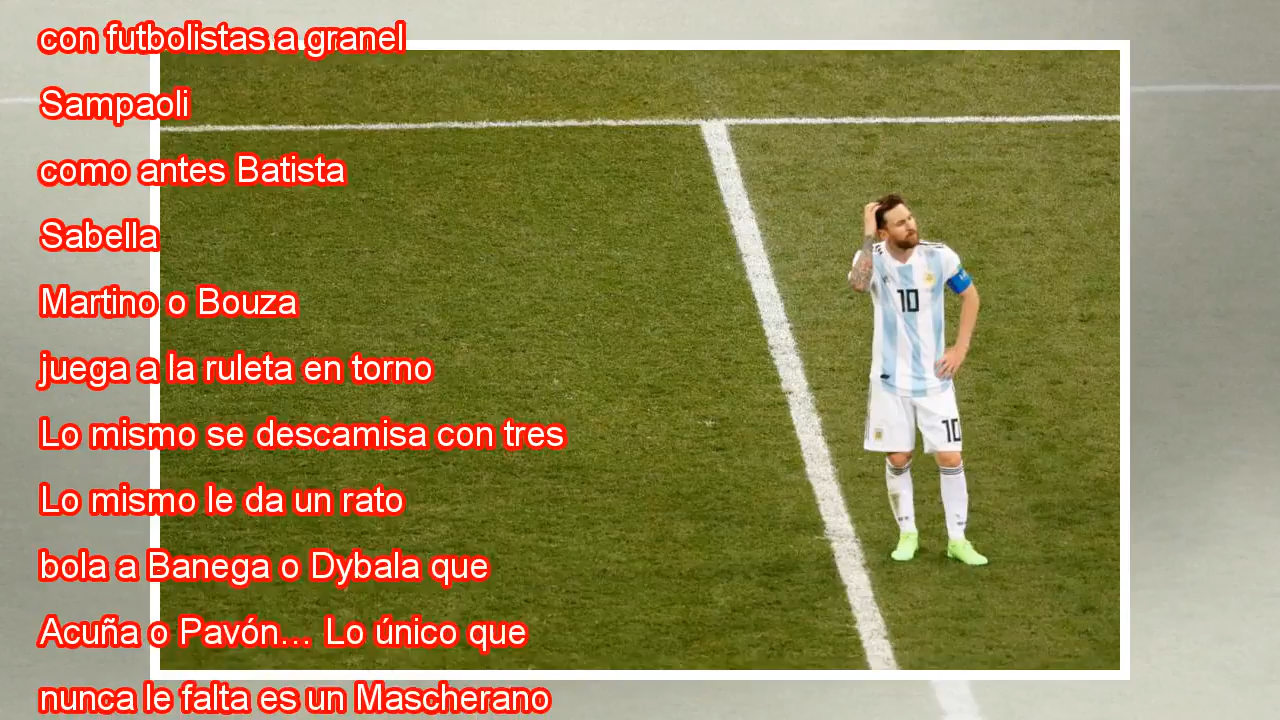 con futbolistas a granel
Sampaoli
como antes Batista
Sabella
Martino o Bouza
juega a la ruleta en torno
Lo mismo se descamisa con tres
Lo mismo le da un rato
bola a Banega o Dybala que
Acuña o Pavón... Lo único que
nunca le falta es un Mascherano
10
10